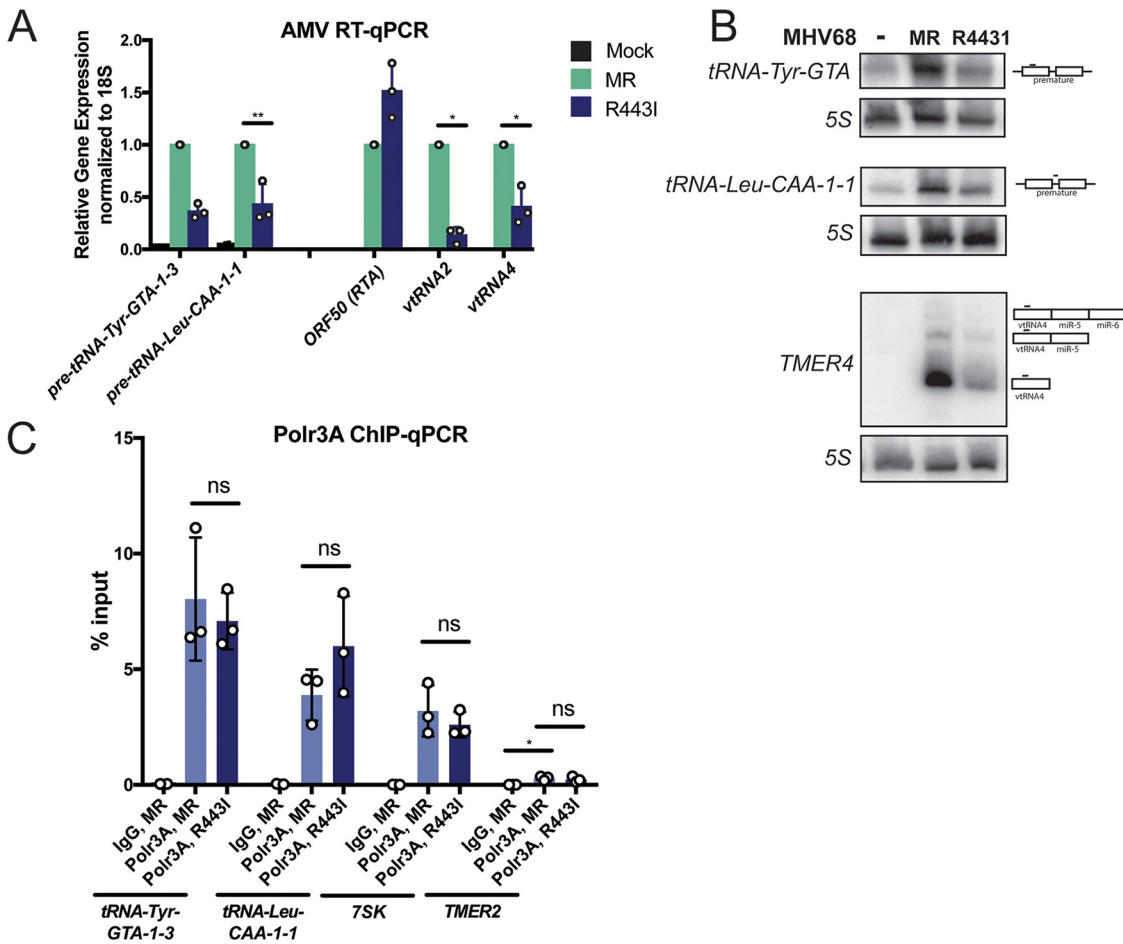 A
AMV RT-qPCR
Relative Gene Expression
normalized to 18S
2.0
1.5
1.0
0.5
0.0
**
*
*
Mock
MR
R443I
pre-tRNA-Tyr-GTA-1-3
pre-tRNA-Leu-CAA-1-1
ORF50 (RTA)
vtRNA2
vtRNA4
B
MHV68 - MR R4431
tRNA-Tyr-GTA
premature
5S
tRNA-Leu-CAA-1-1
premature
5S
TMER4
vtRNA4 miR-5 miR-6
vtRNA4 miR-5
vtRNA4
5S
C
Polr3A ChIP-qPCR
% input
15
10
5
0
ns
ns
ns
*
ns
IgG, MR
Polr3A, MR
Polr3A, R443I
IgG, MR
Polr3A, MR
Polr3A, R443I
IgG, MR
Polr3A, MR
Polr3A, R443I
IgG, MR
Polr3A, MR
Polr3A, R443I
tRNA-Tyr-
GTA-1-3
tRNA-Leu-
CAA-1-1
7SK
TMER2